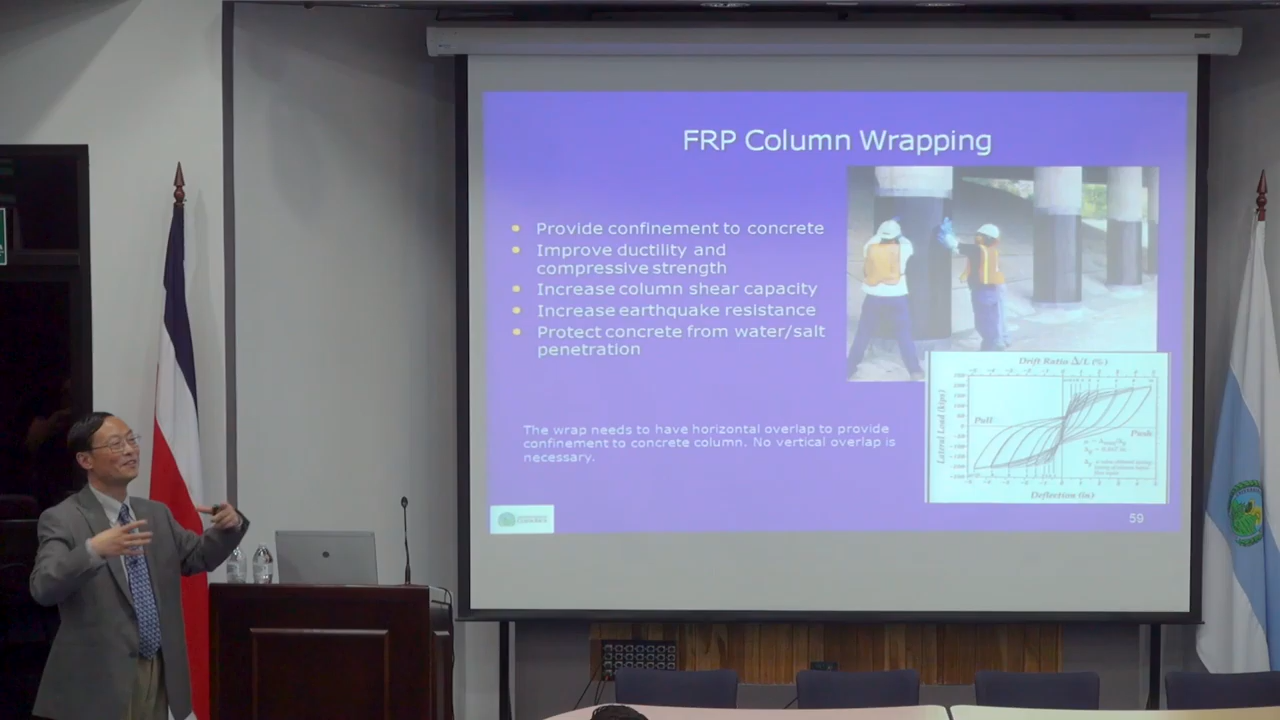 FRP Column Wrapping
Provide confinement to concrete
Improve ductility and
compressive strength
Increase column shear capacity
Increase earthquake resistance
Protect concrete from water/salt
penetration
The wrap needs to have horizontal overlap to provide
confinement to concrete column. No vertical overlap is
necessary.
Drift Ratio Δ/L (%)
Lateral Load (kips)
Pull
Push
Deflection (in)
59